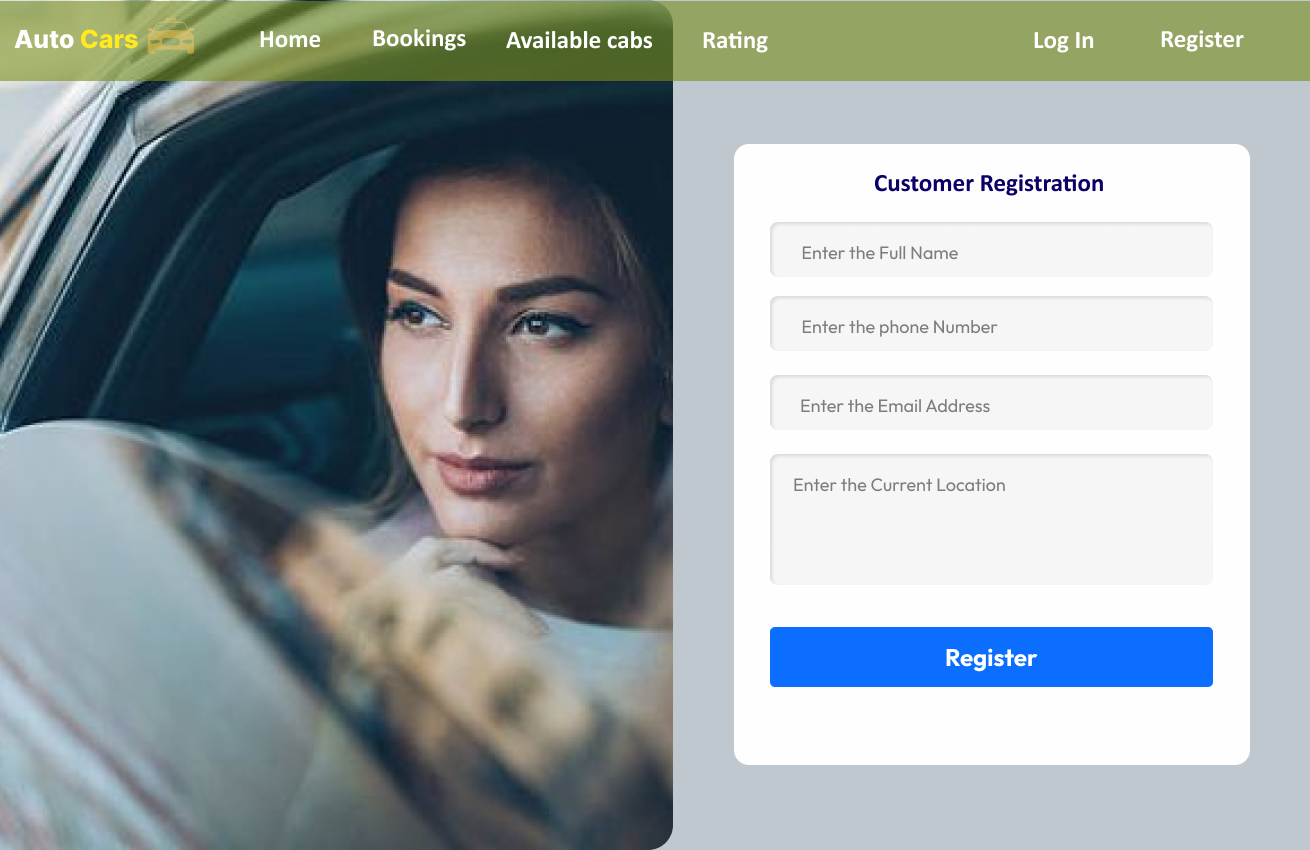 Auto Cars Home Bookings Available cabs Rating Log In Register
Customer Registration
Enter the Full Name
Enter the phone Number
Enter the Email Address
Enter the Current Location
Register